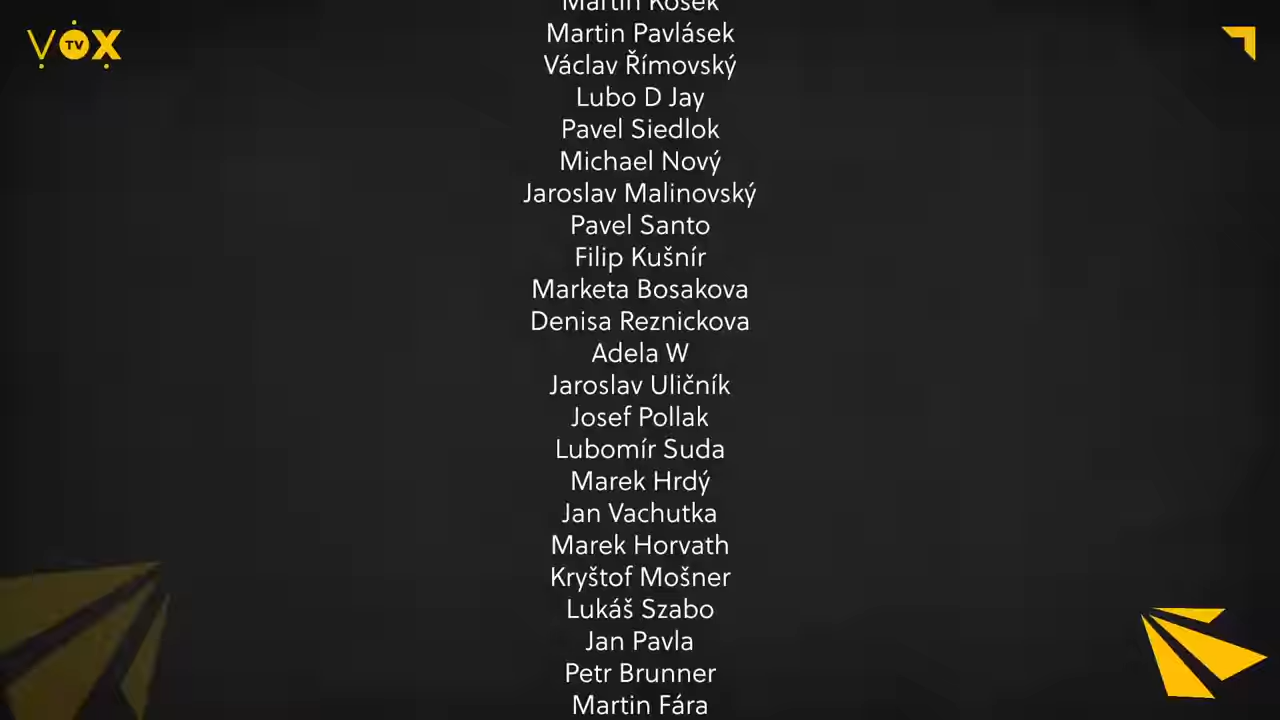 VOX TV
Martin Kosek
Martin Pavlásek
Václav Římovský
Lubo D Jay
Pavel Siedlok
Michael Nový
Jaroslav Malinovský
Pavel Santo
Filip Kušnír
Marketa Bosakova
Denisa Reznickova
Adela W
Jaroslav Uličník
Josef Pollak
Lubomír Suda
Marek Hrdý
Jan Vachutka
Marek Horvath
Kryštof Mošner
Lukáš Szabo
Jan Pavla
Petr Brunner
Martin Fára